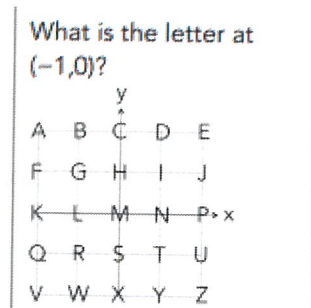 What is the letter at
(-1,0)?
y
A B C D E
F G H I J
K L M N P x
Q R S T U
V W X Y Z